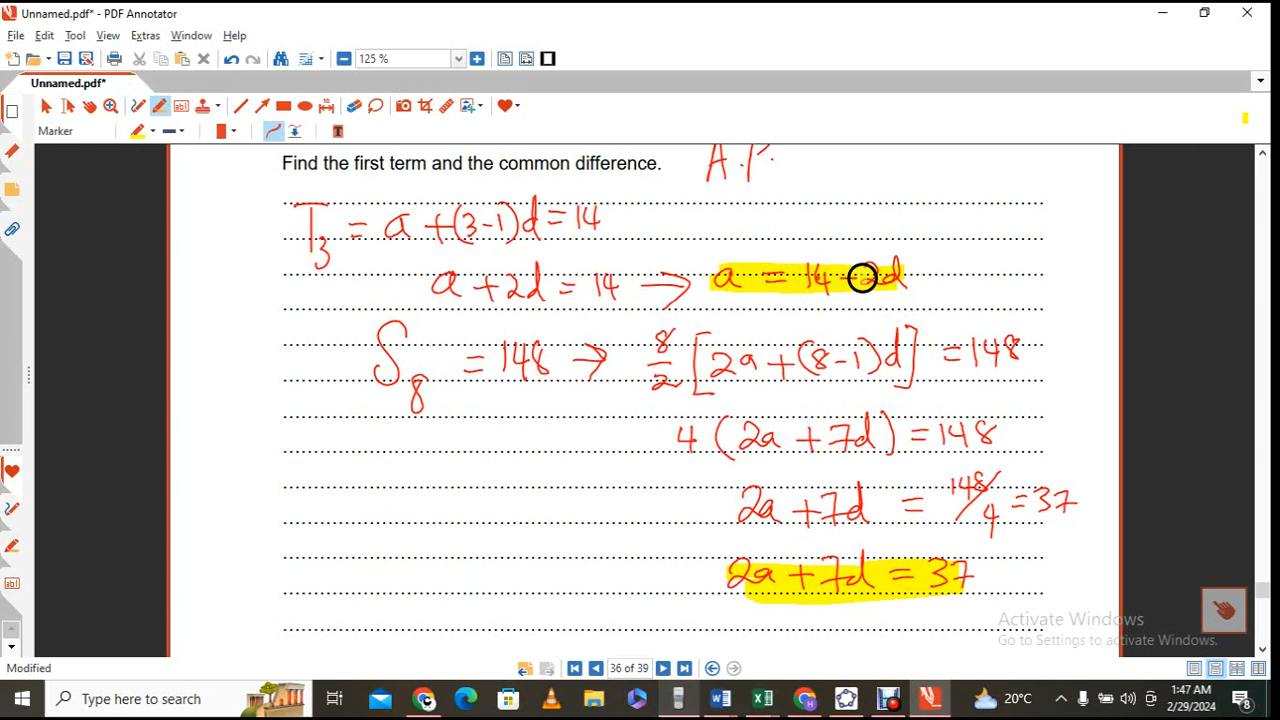 Unnamed.pdf* - PDF Annotator
File Edit Tool View Extras Window Help
125 %
Unnamed.pdf*
Marker
Find the first term and the common difference. A.P.
T3 = a + (3-1)d = 14
a + 2d = 14 → a = 14 - 2d
S8 = 148 → 8/2 [2a + (8-1)d] = 148
4 (2a + 7d) = 148
2a + 7d = 148/4 = 37
2a + 7d = 37
Activate Windows
Go to Settings to activate Windows.
Modified
36 of 39
Type here to search
20°C
1:47 AM
2/29/2024
8